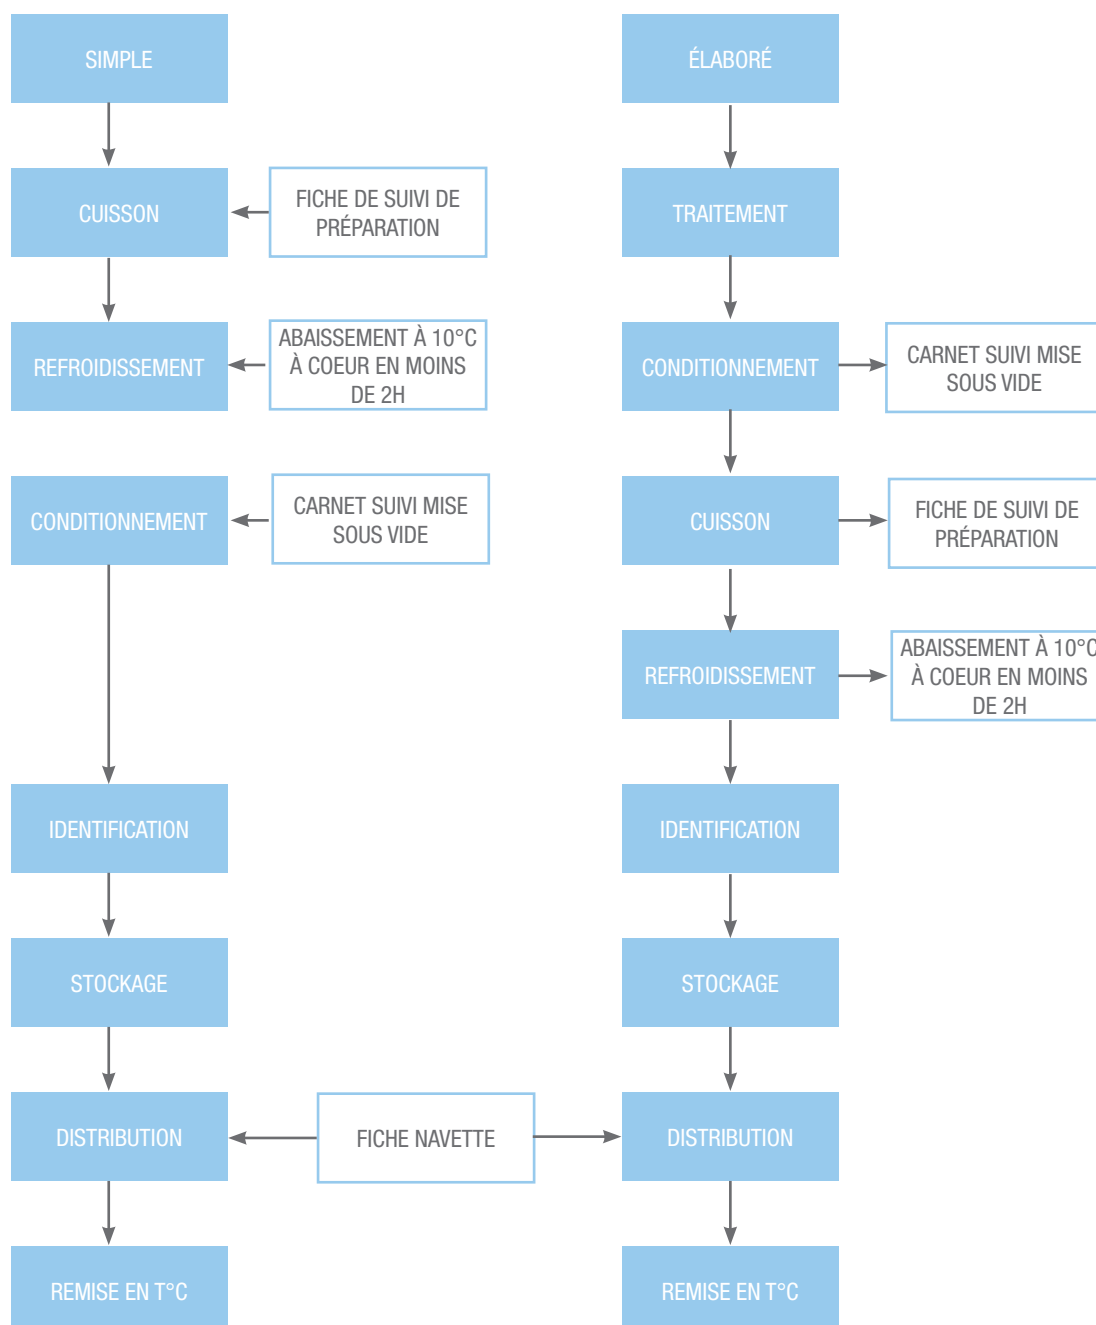 SIMPLE
ÉLABORÉ
CUISSON
FICHE DE SUIVI DE
PRÉPARATION
TRAITEMENT
REFROIDISSEMENT
ABAISSEMENT À 10°C
À COEUR EN MOINS
DE 2H
CONDITIONNEMENT
CARNET SUIVI MISE
SOUS VIDE
CONDITIONNEMENT
CARNET SUIVI MISE
SOUS VIDE
CUISSON
FICHE DE SUIVI DE
PRÉPARATION
REFROIDISSEMENT
ABAISSEMENT À 10°C
À COEUR EN MOINS
DE 2H
IDENTIFICATION
IDENTIFICATION
STOCKAGE
STOCKAGE
DISTRIBUTION
FICHE NAVETTE
DISTRIBUTION
REMISE EN T°C
REMISE EN T°C